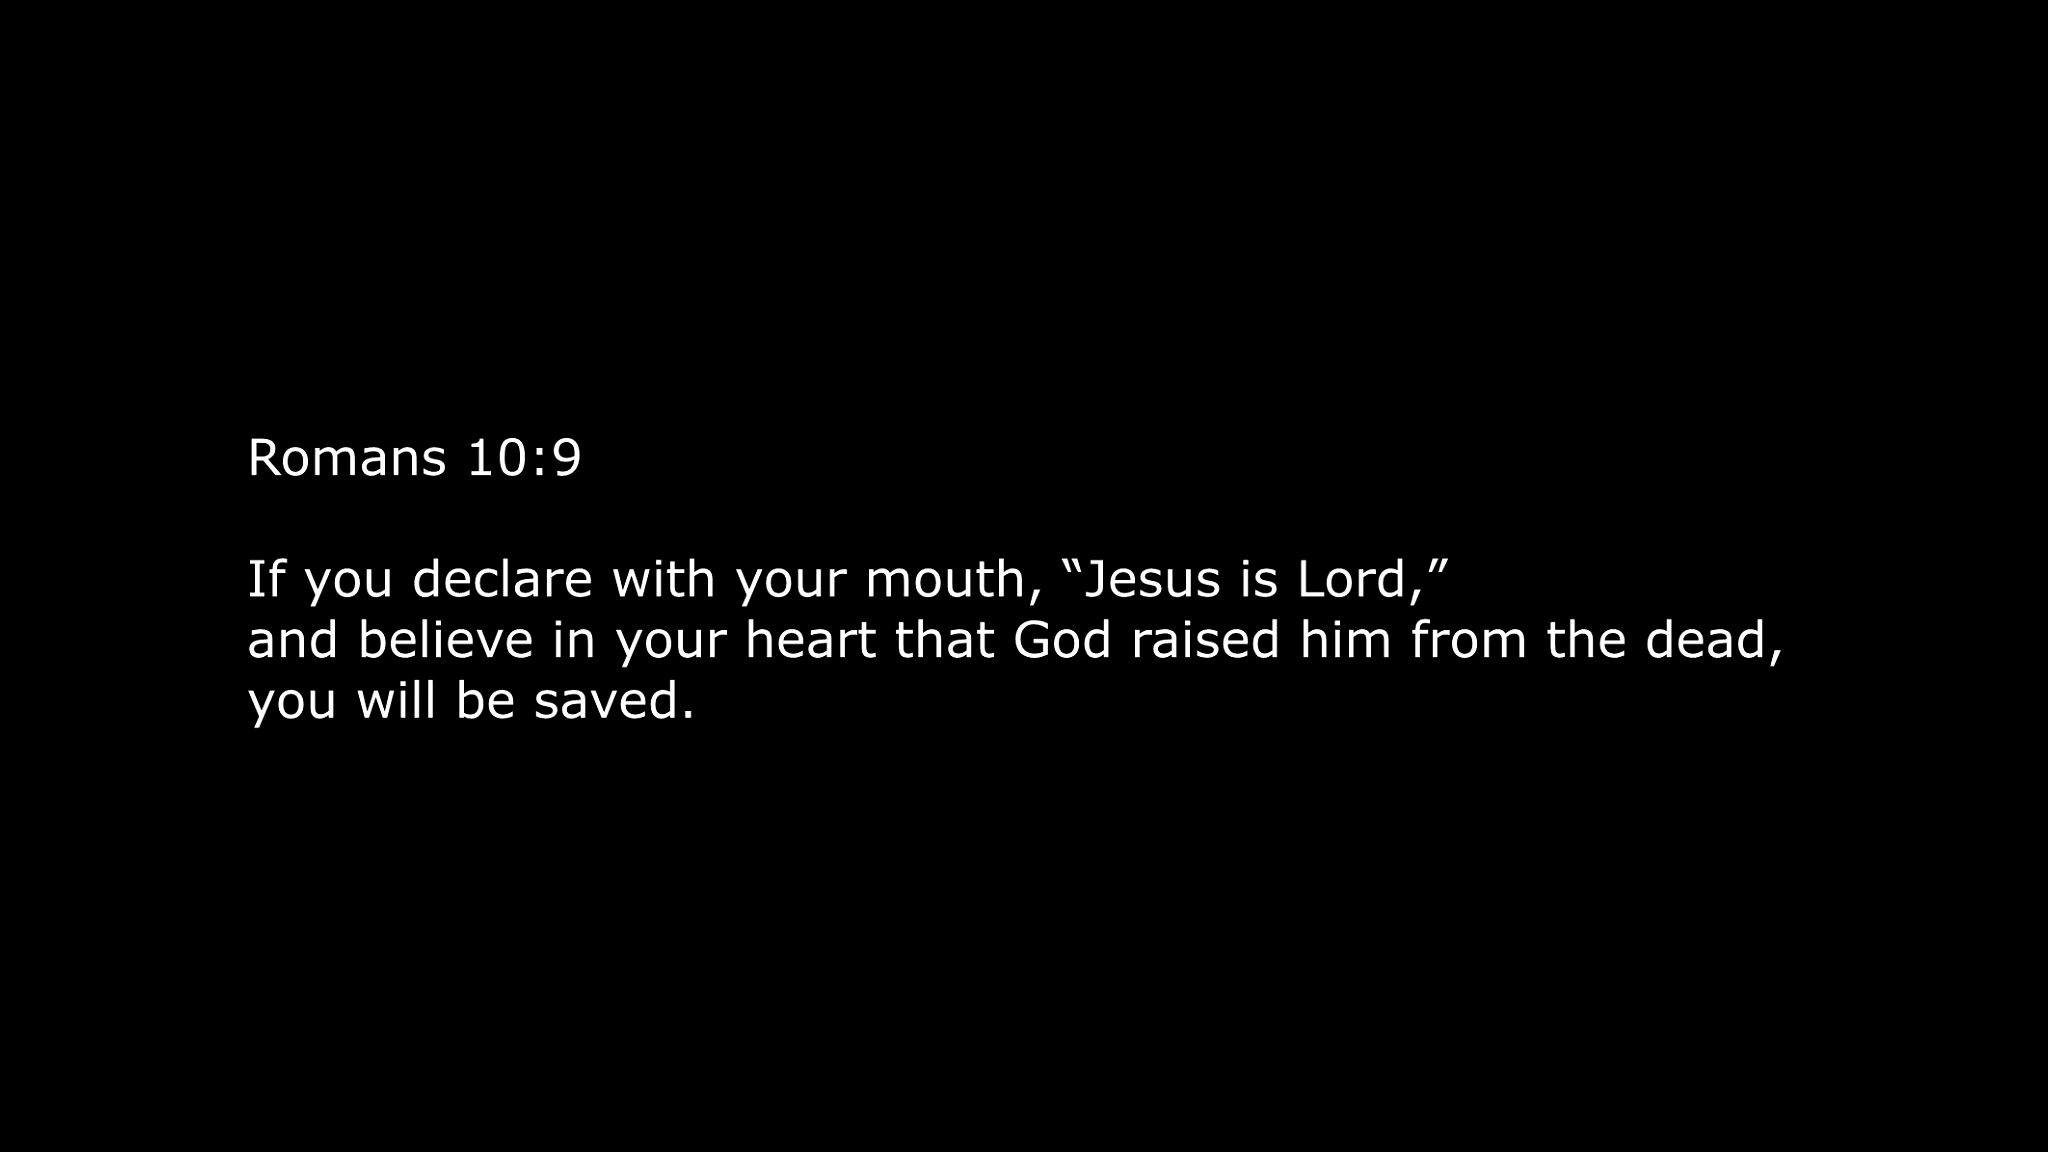 Romans 10:9
If you declare with your mouth, “Jesus is Lord,”
and believe in your heart that God raised him from the dead,
you will be saved.